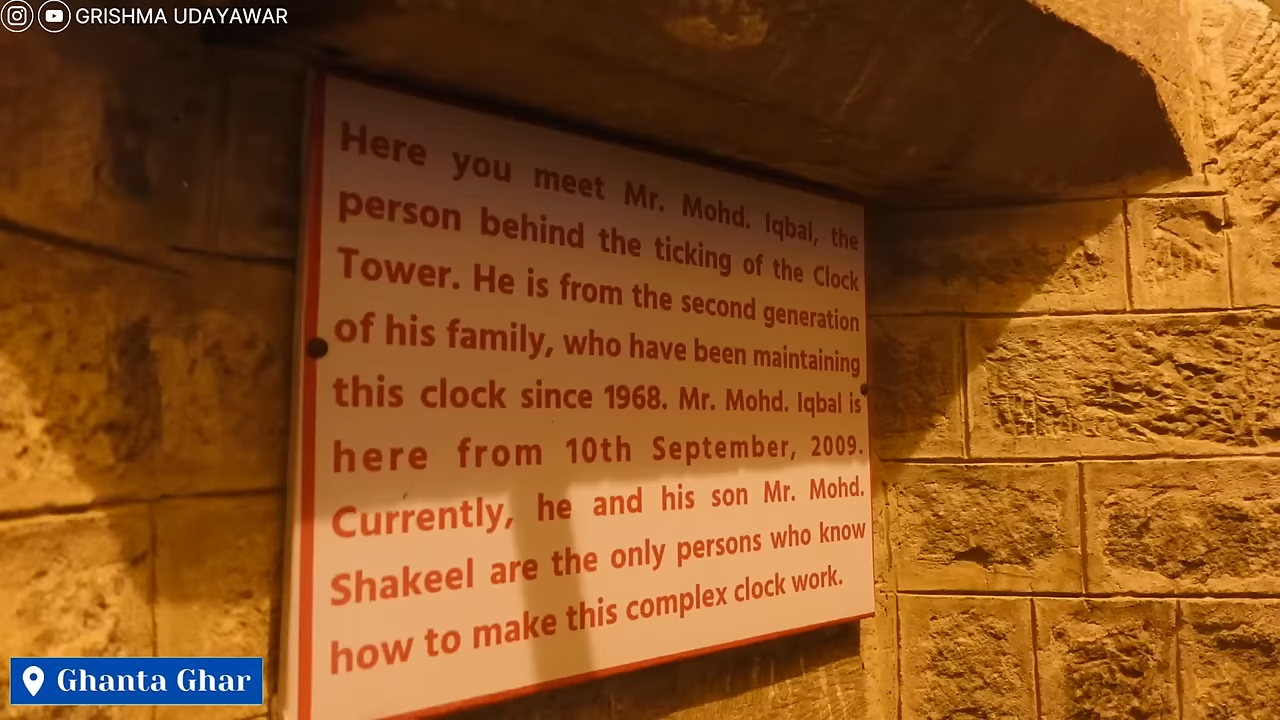 GRISHMA UDAYAWAR
Here you meet Mr. Mohd. Iqbal, the
person behind the ticking of the Clock
Tower. He is from the second generation
of his family, who have been maintaining
this clock since 1968. Mr. Mohd. Iqbal is
here from 10th September, 2009.
Currently, he and his son Mr. Mohd.
Shakeel are the only persons who know
how to make this complex clock work.
Ghanta Ghar